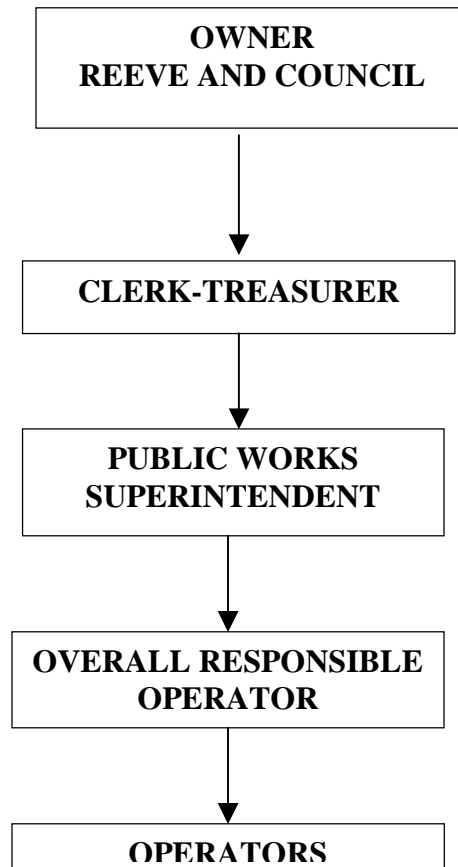 OWNER
REEVE AND COUNCIL
CLERK-TREASURER
PUBLIC WORKS
SUPERINTENDENT
OVERALL RESPONSIBLE
OPERATOR
OPERATORS